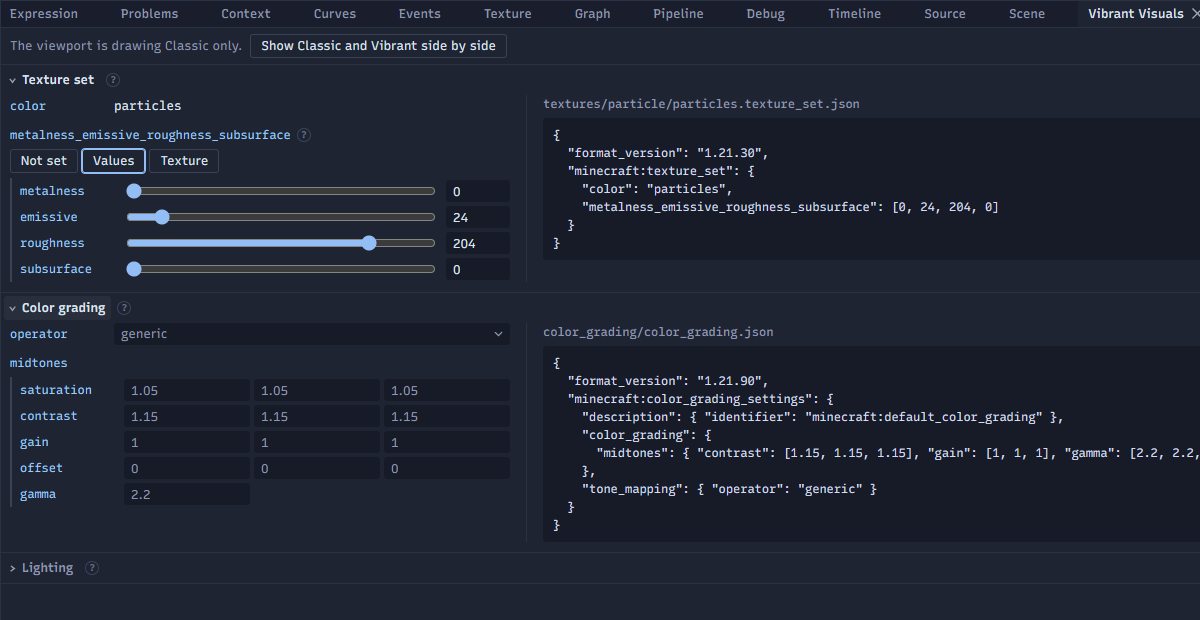 Expression Problems Context Curves Events Texture Graph Pipeline Debug Timeline Source Scene Vibrant Visuals
The viewport is drawing Classic only. Show Classic and Vibrant side by side
Texture set ?
color particles
metalness_emissive_roughness_subsurface ?
Not set Values Texture
metalness 0
emissive 24
roughness 204
subsurface 0
textures/particle/particles.texture_set.json
{
"format_version": "1.21.30",
"minecraft:texture_set": {
"color": "particles",
"metalness_emissive_roughness_subsurface": [0, 24, 204, 0]
}
}
Color grading ?
operator generic
midtones
saturation 1.05 1.05 1.05
contrast 1.15 1.15 1.15
gain 1 1 1
offset 0 0 0
gamma 2.2
color_grading/color_grading.json
{
"format_version": "1.21.90",
"minecraft:color_grading_settings": {
"description": { "identifier": "minecraft:default_color_grading" },
"color_grading": {
"midtones": { "contrast": [1.15, 1.15, 1.15], "gain": [1, 1, 1], "gamma": [2.2, 2.2,
},
"tone_mapping": { "operator": "generic" }
}
}
Lighting ?